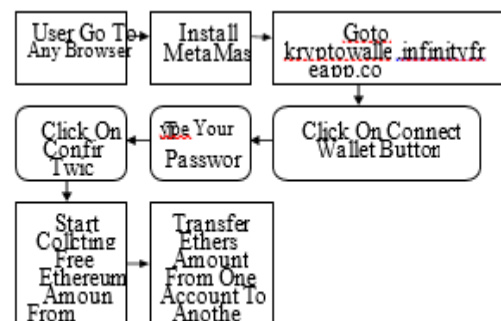 User Go To
Any Browser
Install
MetaMas
Goto
kryptowalle .infinityfr
eapp.co
Click On Connect
Wallet Button
Your
Passwor
Click On
Confir
Twic
Start
Collcting
Free
Ethereum
Amoun
From
Transfer
Ethers
Amount
From One
Account To
Anothe